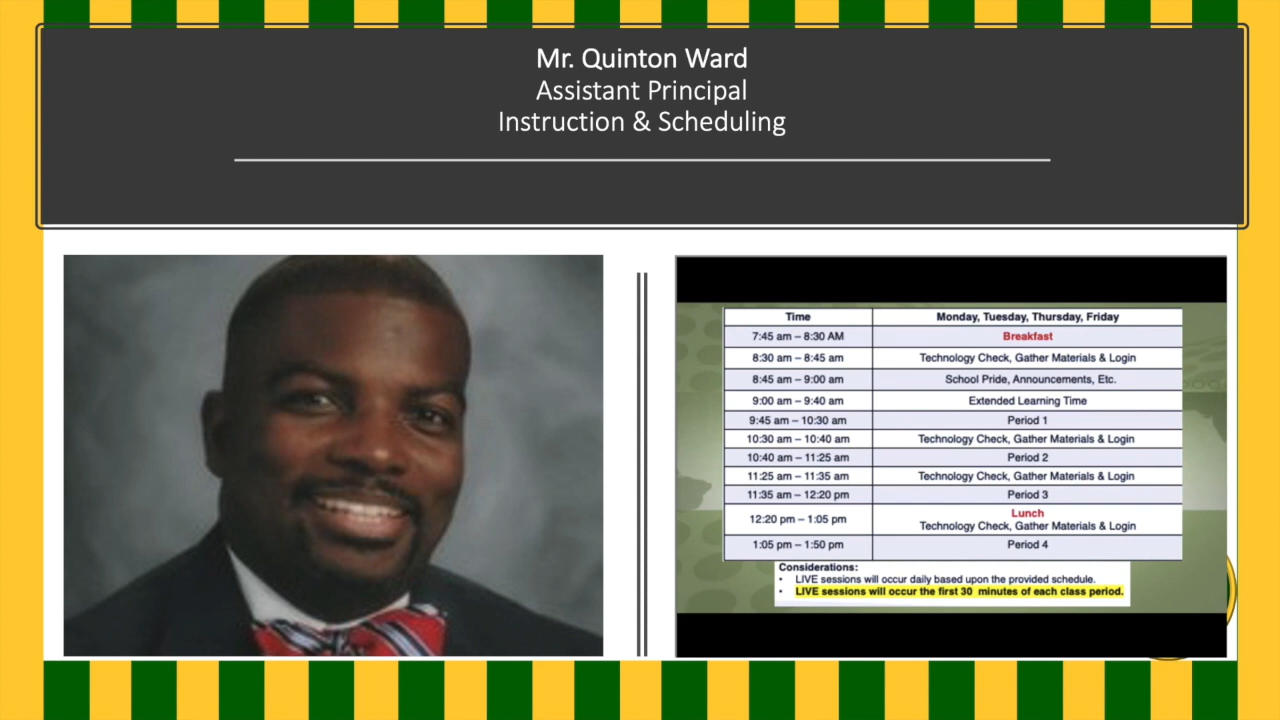 Mr. Quinton Ward
Assistant Principal
Instruction & Scheduling
Time Monday, Tuesday, Thursday, Friday
7:45 am – 8:30 AM Breakfast
8:30 am – 8:45 am Technology Check, Gather Materials & Login
8:45 am – 9:00 am School Pride, Announcements, Etc.
9:00 am – 9:40 am Extended Learning Time
9:45 am – 10:30 am Period 1
10:30 am – 10:40 am Technology Check, Gather Materials & Login
10:40 am – 11:25 am Period 2
11:25 am – 11:35 am Technology Check, Gather Materials & Login
11:35 am – 12:20 pm Period 3
12:20 pm – 1:05 pm Lunch
Technology Check, Gather Materials & Login
1:05 pm – 1:50 pm Period 4
Considerations:
• LIVE sessions will occur daily based upon the provided schedule.
• LIVE sessions will occur the first 30 minutes of each class period.